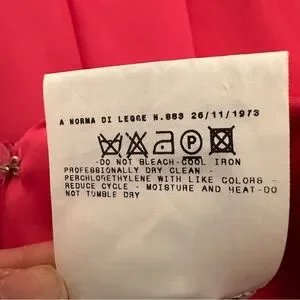 A NORMA DI LEGGE N.883 26/11/1973
P
-DO NOT BLEACH-COOL IRON
PROFESSIONALLY DRY CLEAN -
PERCHLORETHYLENE WITH LIKE COLORS -
REDUCE CYCLE - MOISTURE AND HEAT-DO
NOT TUMBLE DRY